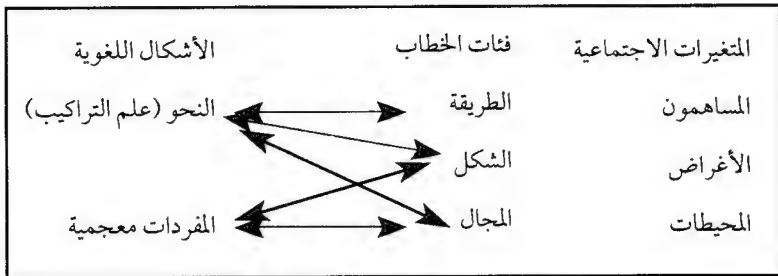 المتغيرات الاجتماعية فئات الخطاب الأشكال اللغوية
المساهمون الطريقة النحو (علم التراكيب)
الأغراض الشكل
المحيطات المجال المفردات معجمية